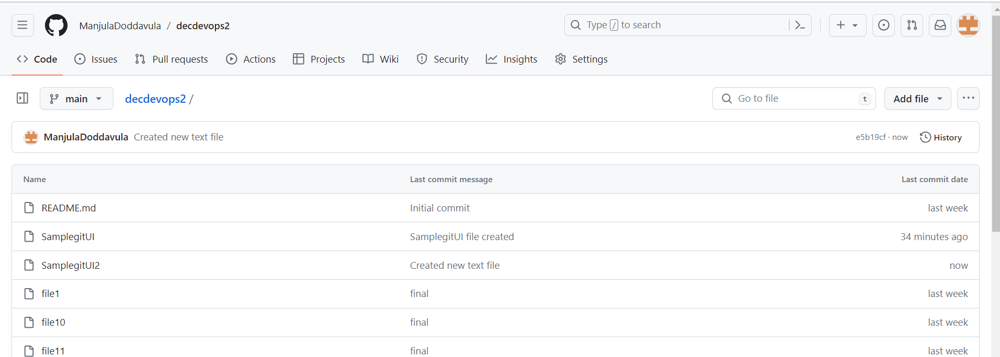 ManjulaDoddavula / decdevops2
Type / to search
Code Issues Pull requests Actions Projects Wiki Security Insights Settings
main decdevops2 / Go to file t Add file
ManjulaDoddavula Created new text file e5b19cf · now History
Name Last commit message Last commit date
README.md Initial commit last week
SamplegitUI SamplegitUI file created 34 minutes ago
SamplegitUI2 Created new text file now
file1 final last week
file10 final last week
file11 final last week